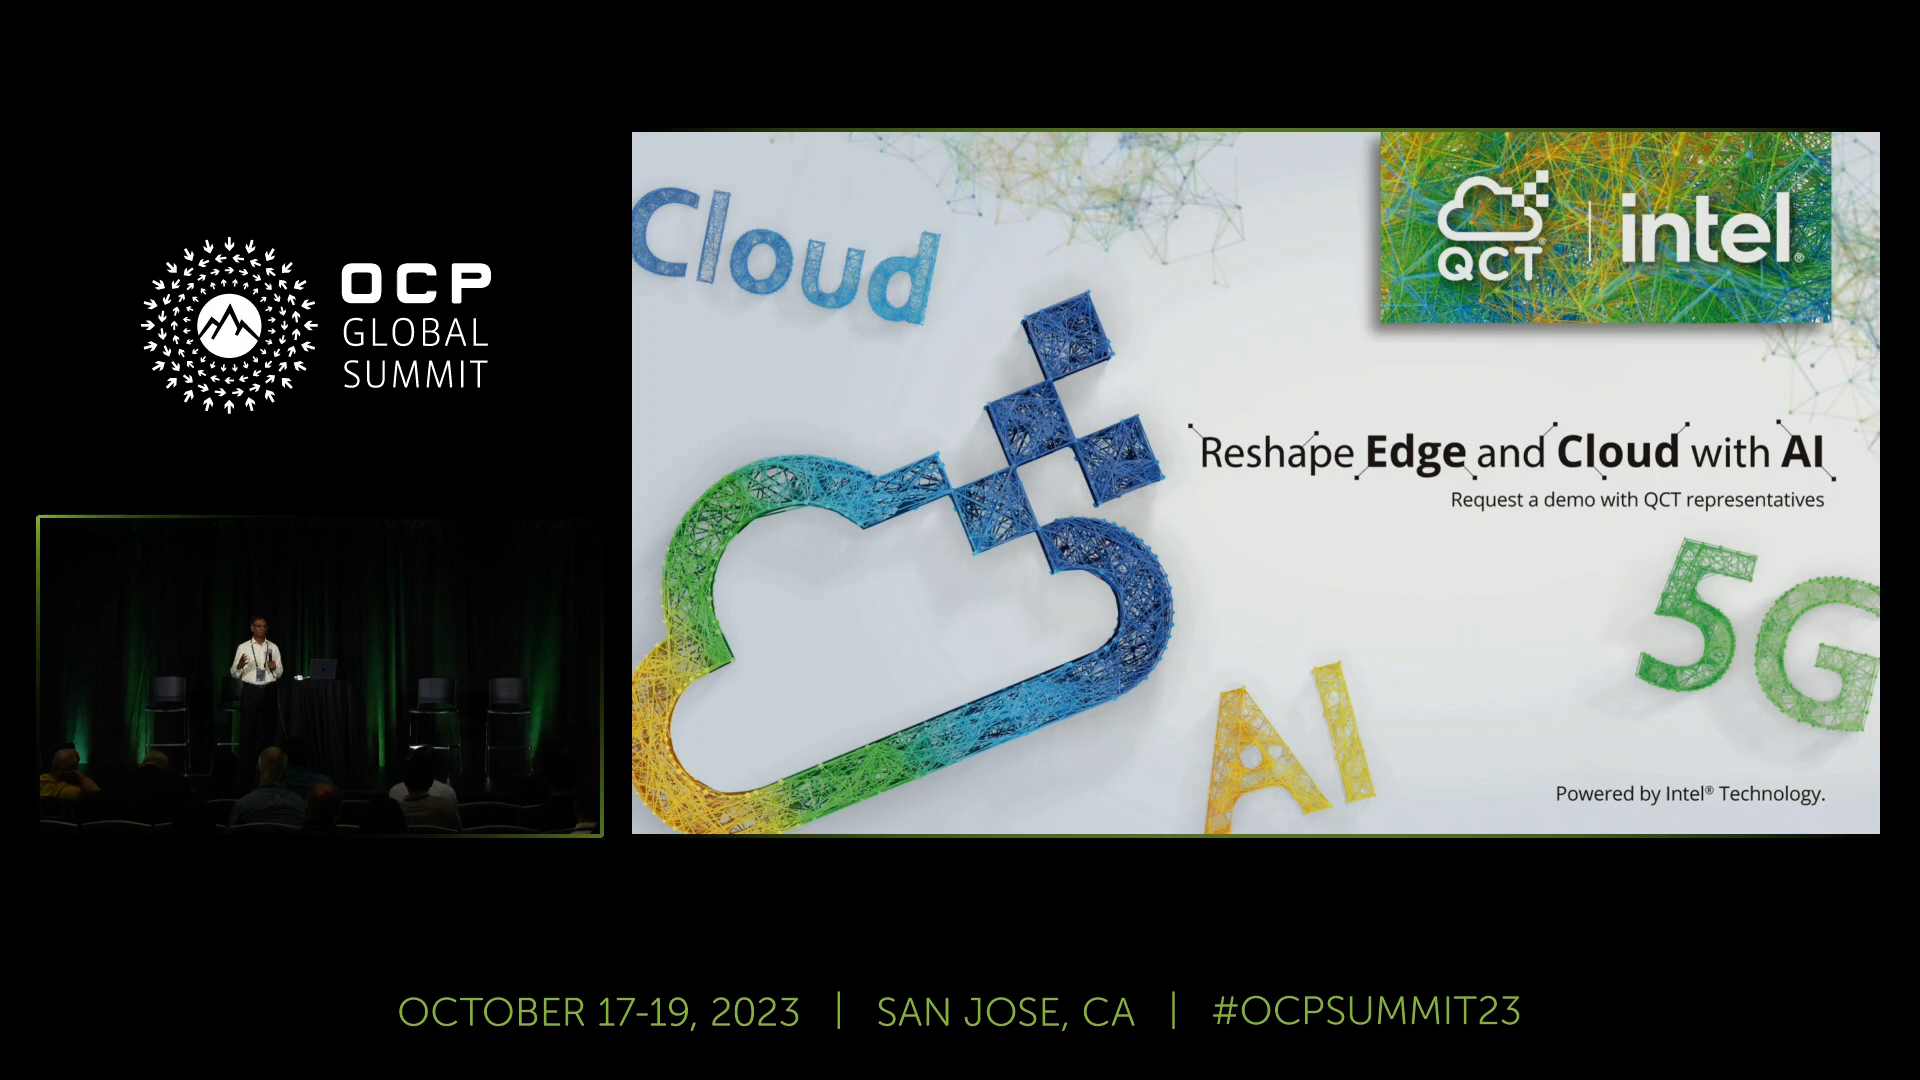 OCP
GLOBAL
SUMMIT
Cloud
QCT® | intel®
Reshape Edge and Cloud with AI
Request a demo with QCT representatives
5G
AI
Powered by Intel® Technology.
OCTOBER 17-19, 2023 | SAN JOSE, CA | #OCPSUMMIT23